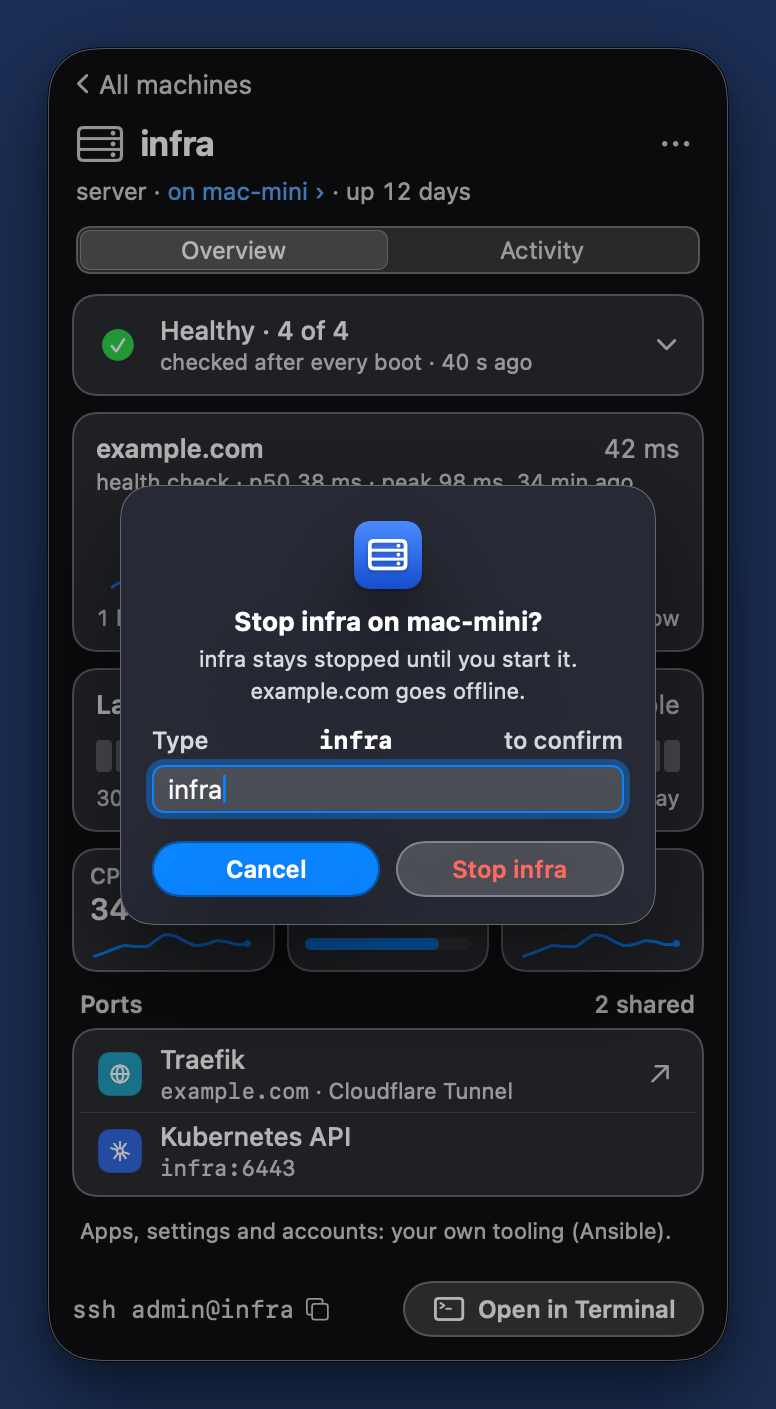 All machines
infra
server · on mac-mini › · up 12 days
Overview Activity
Healthy · 4 of 4
checked after every boot · 40 s ago
example.com 42 ms
health check · p50 38 ms · peak 98 ms, 34 min ago
Stop infra on mac-mini?
infra stays stopped until you start it.
example.com goes offline.
Type infra to confirm
infra
Cancel Stop infra
30
CP
34
Ports 2 shared
Traefik
example.com · Cloudflare Tunnel
Kubernetes API
infra:6443
Apps, settings and accounts: your own tooling (Ansible).
ssh admin@infra Open in Terminal